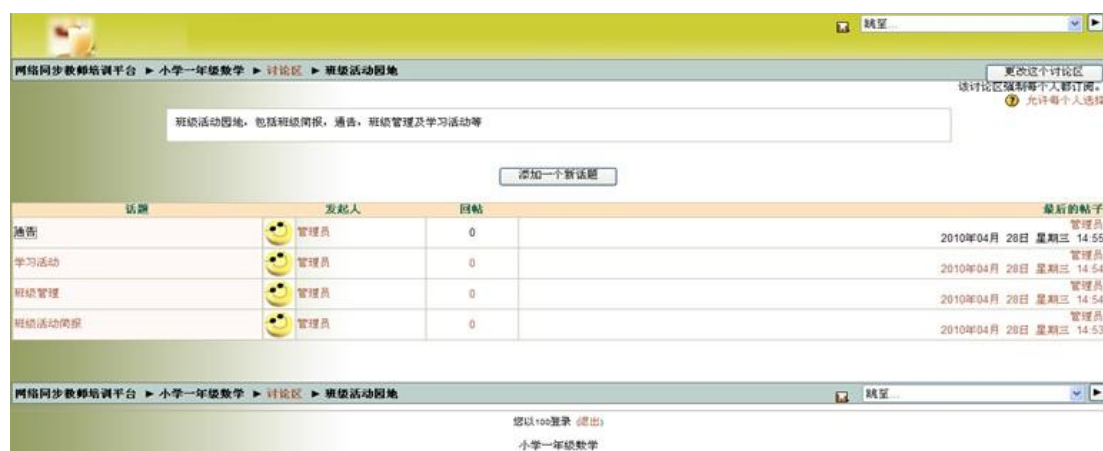 跳至...
网络同步教师培训平台 ► 小学一年级数学 ► 讨论区 ► 班级活动园地
更改这个讨论区
该讨论区强制每个人都订阅。
允许每个人选择
班级活动园地，包括班级简报，通告，班级管理及学习活动等
添加一个新话题
话题 发起人 回帖 最后的帖子
通告 管理员 0 管理员
2010年04月 28日 星期三 14:55
学习活动 管理员 0 管理员
2010年04月 28日 星期三 14:54
班级管理 管理员 0 管理员
2010年04月 28日 星期三 14:54
班级活动简报 管理员 0 管理员
2010年04月 28日 星期三 14:53
网络同步教师培训平台 ► 小学一年级数学 ► 讨论区 ► 班级活动园地
跳至...
您以100登录 (退出)
小学一年级数学